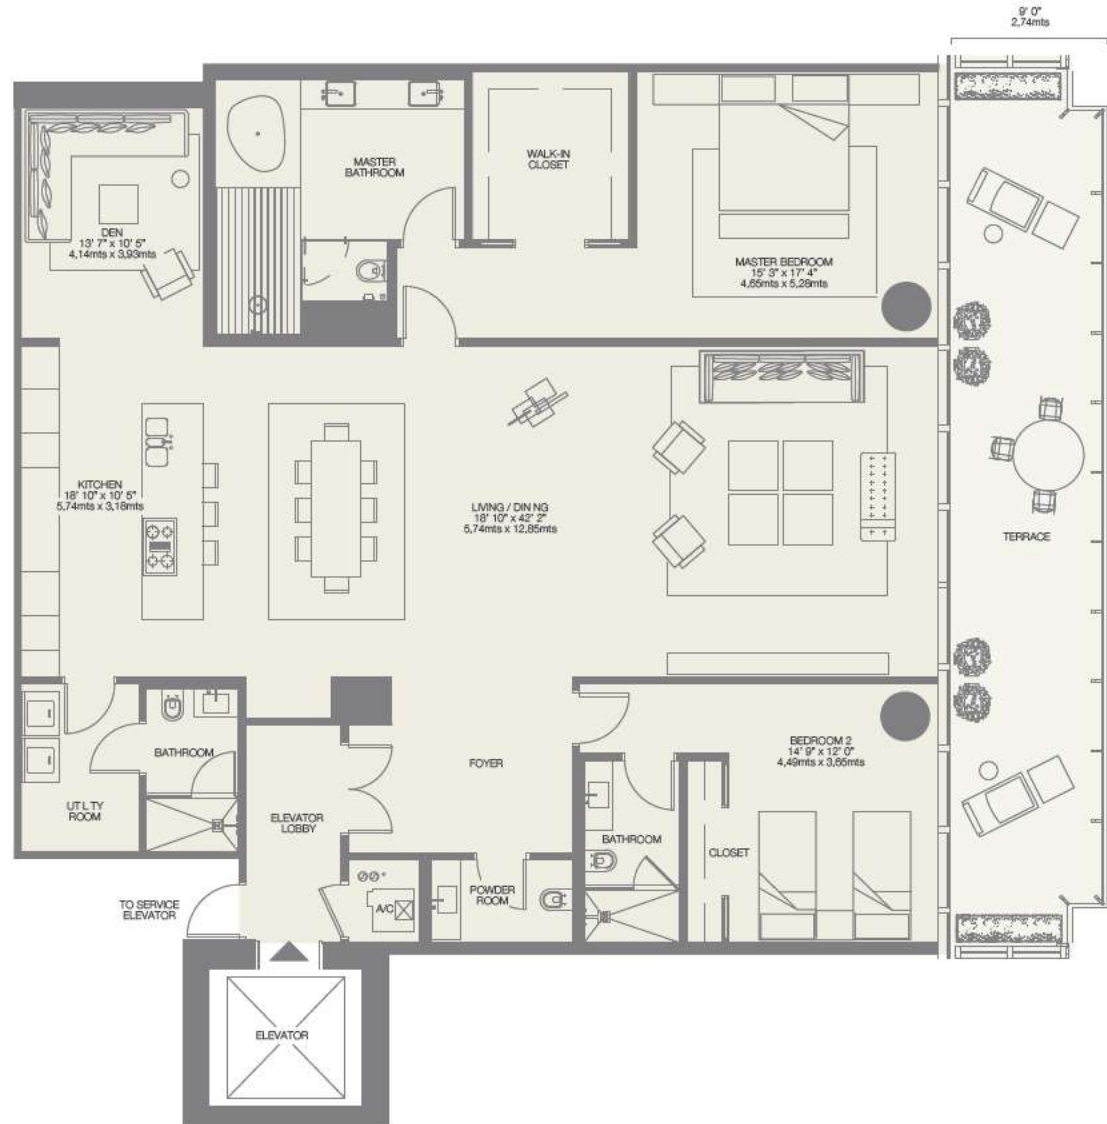 9' 0"
2,74mts
MASTER
BATHROOM
WALK-IN
CLOSET
DEN
13' 7" x 10' 5"
4,14mts x 3,93mts
MASTER BEDROOM
15' 3" x 17' 4"
4,65mts x 5,28mts
KITCHEN
18' 10" x 10' 5"
5,74mts x 3,18mts
LIVING / DIN NG
18' 10" x 42' 2"
5,74mts x 12,85mts
TERRACE
BATHROOM
FOYER
BEDROOM 2
14' 9" x 12' 0"
4,49mts x 3,65mts
UT L TY
ROOM
ELEVATOR
LOBBY
BATHROOM
CLOSET
TO SERVICE
ELEVATOR
A/C
POWDER
ROOM
ELEVATOR